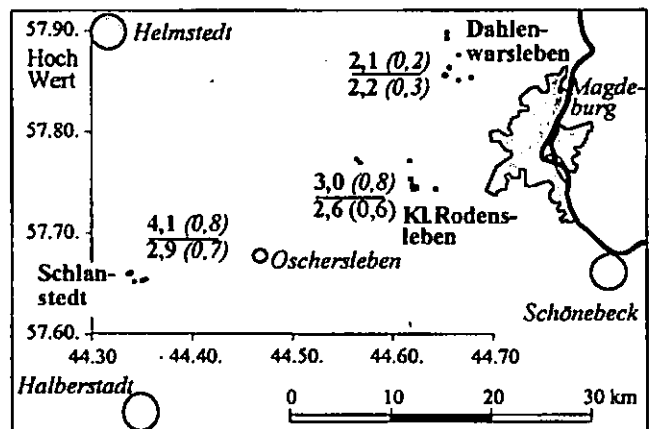 57.90.
Helmstedt
Hoch
Wert
Dahlen-
warsleben
2,1 (0,2)
2,2 (0,3)
Magde-
burg
57.80.
3,0 (0,8)
2,6 (0,6)
Kl.Rodens-
leben
57.70.
4,1 (0,8)
2,9 (0,7)
Oschersleben
Schlan-
stedt
Schönebeck
57.60.
44.30
44.40.
44.50.
44.60.
44.70
Halberstadt
0
10
20
30 km